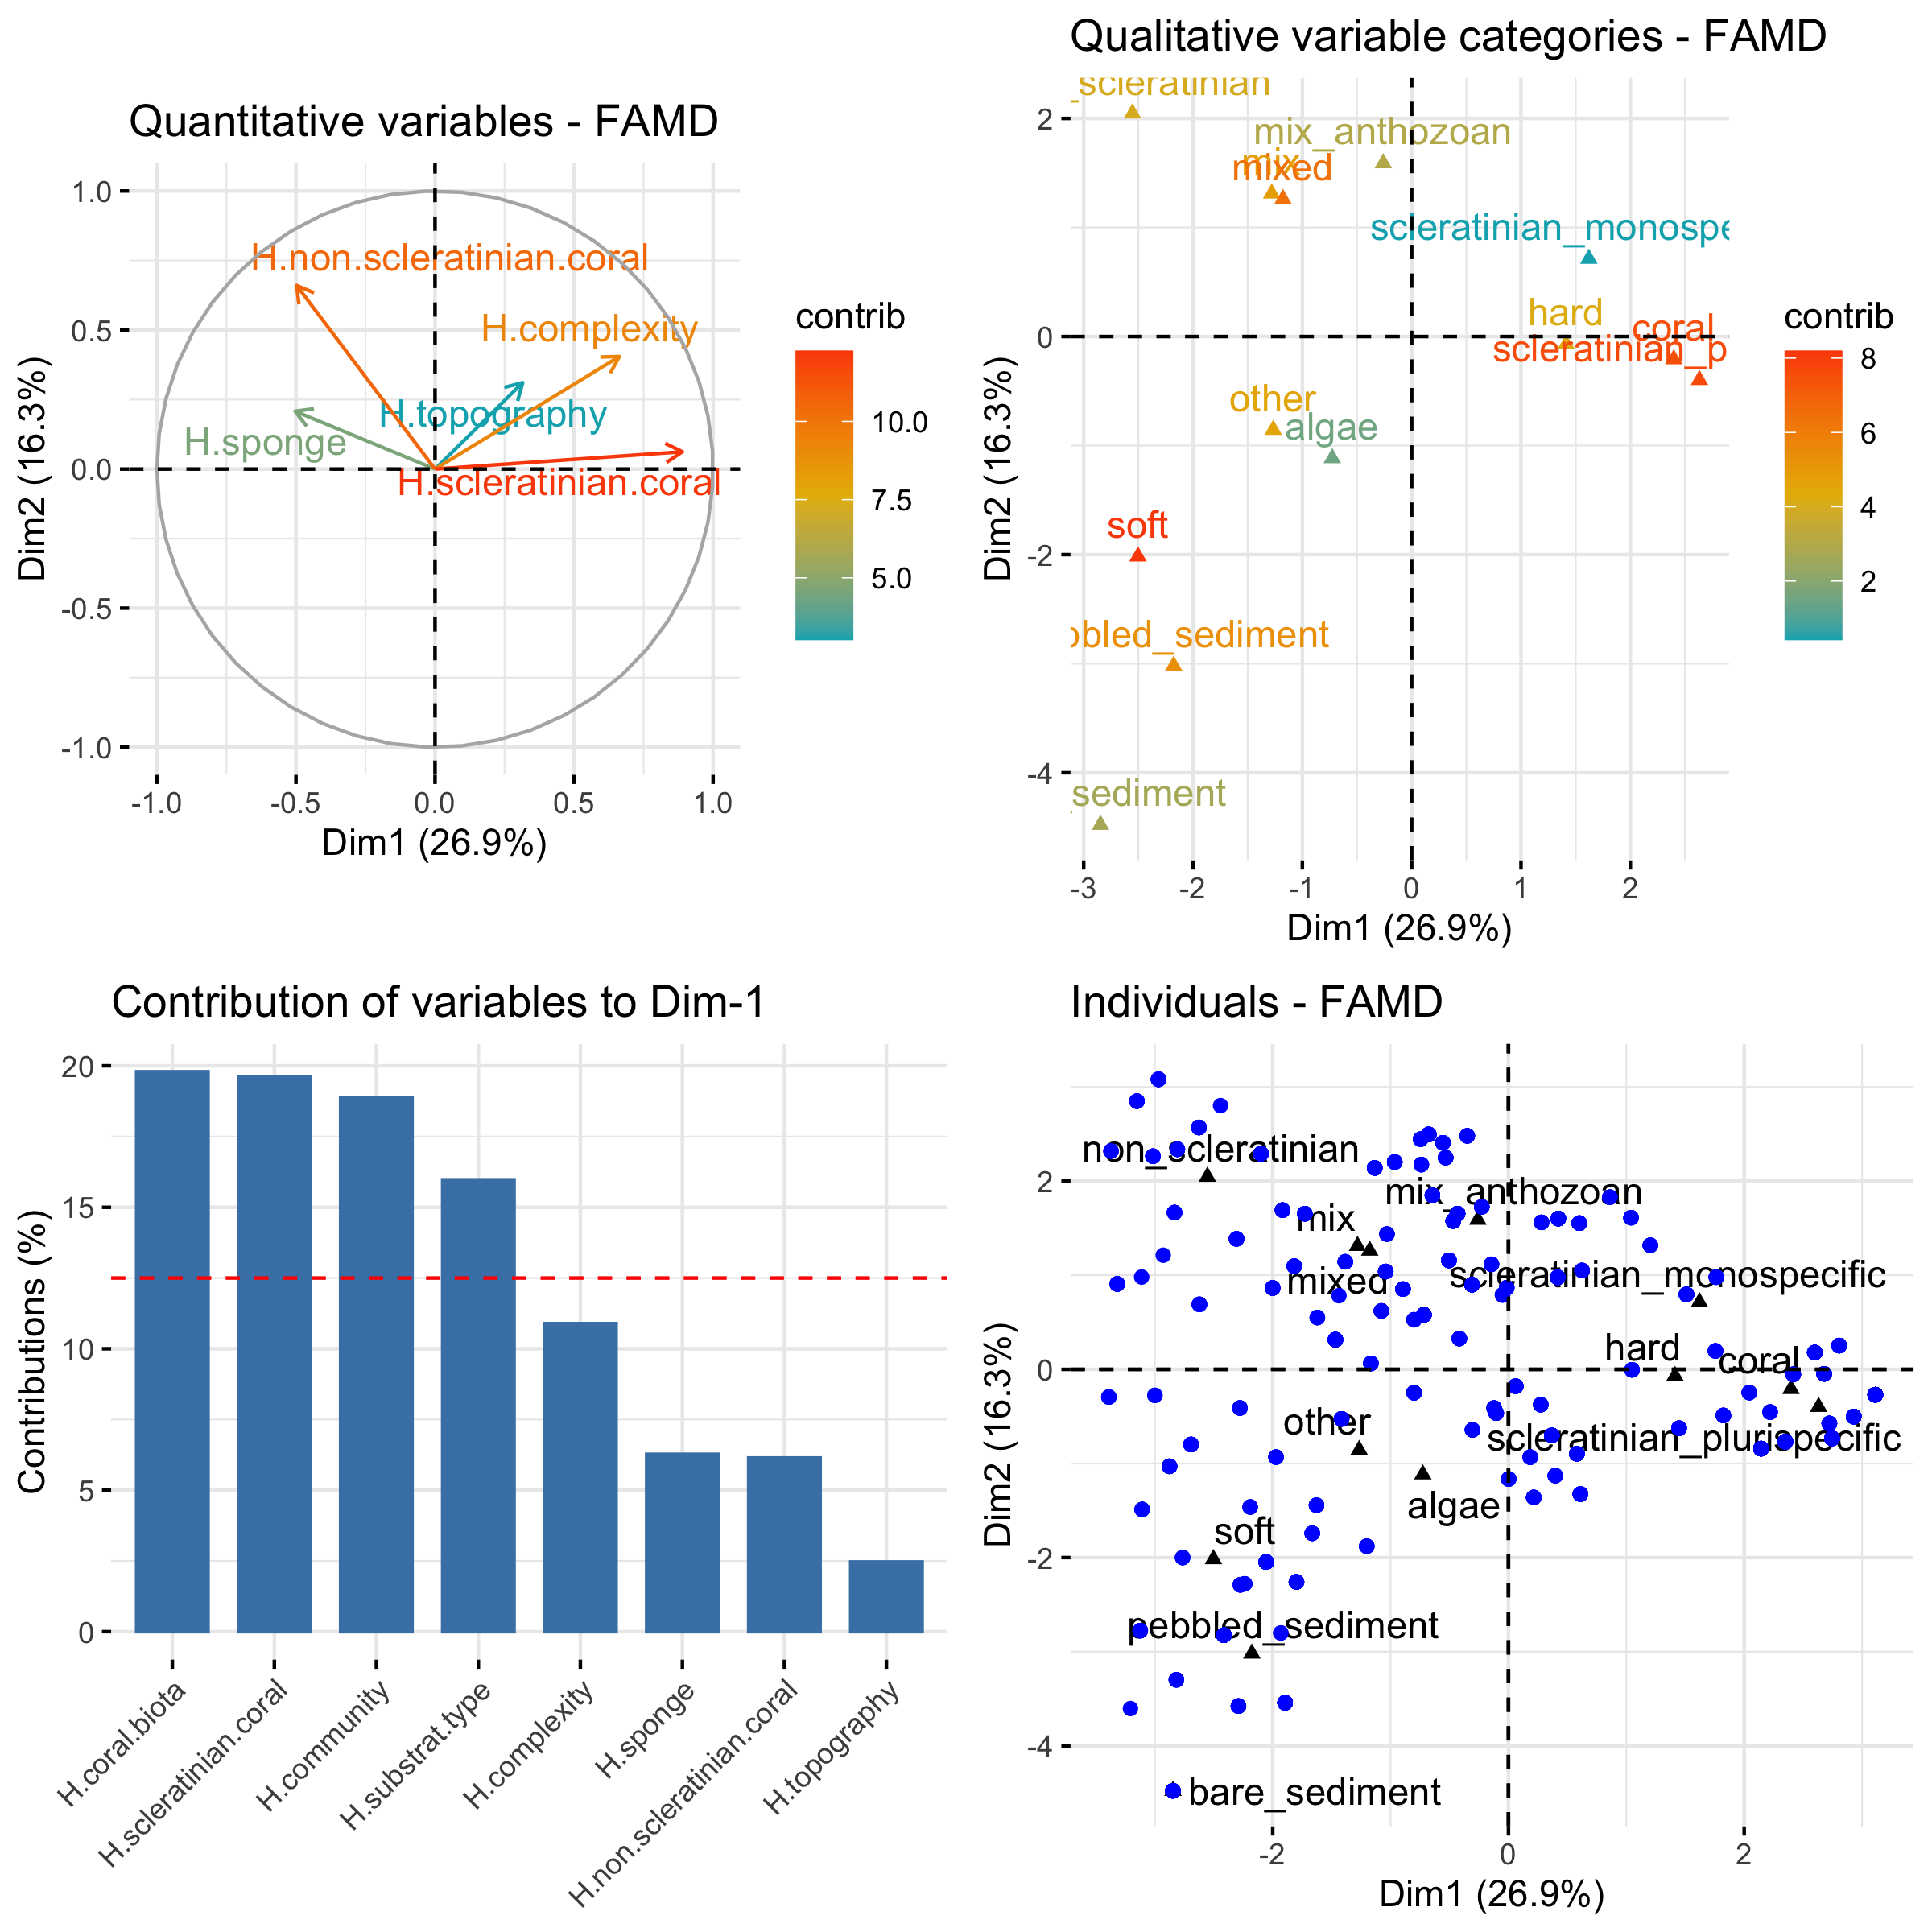 Quantitative variables - FAMD
1.0
0.5
0.0
-0.5
-1.0
Dim2 (16.3%)
H.non.scleratinian.coral
H.complexity
H.topography
H.sponge
H.scleratinian.coral
-1.0 -0.5 0.0 0.5 1.0
Dim1 (26.9%)
contrib
10.0
7.5
5.0
Qualitative variable categories - FAMD
2
0
-2
-4
Dim2 (16.3%)
_scleratinian
mix_anthozoan
mix
mixed
scleratinian_monospe
hard
coral
scleratinian_p
other
algae
soft
bbled_sediment
sediment
-3 -2 -1 0 1 2
Dim1 (26.9%)
contrib
8
6
4
2
Contribution of variables to Dim-1
20
15
10
5
0
Contributions (%)
H.coral.biota
H.scleratinian.coral
H.community
H.substrat.type
H.complexity
H.sponge
H.non.scleratinian.coral
H.topography
Individuals - FAMD
2
0
-2
-4
Dim2 (16.3%)
non_scleratinian
mix_anthozoan
mix
mixed
scleratinian_monospecific
hard
coral
other
scleratinian_plurispecific
algae
soft
pebbled_sediment
bare_sediment
-2 0 2
Dim1 (26.9%)